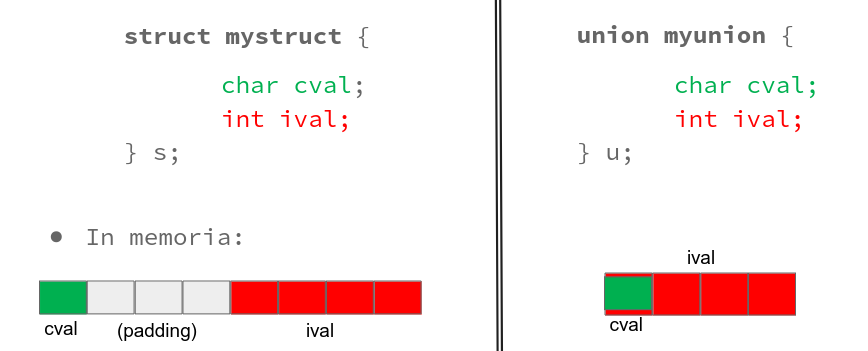 struct mystruct {
char cval;
int ival;
} s;
● In memoria:
cval
(padding)
ival
union myunion {
char cval;
int ival;
} u;
ival
cval